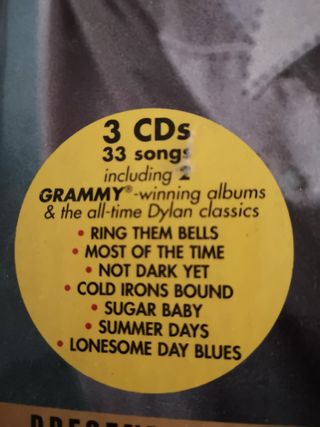 3 CDs
33 songs
including 2
GRAMMY®-winning albums
& the all-time Dylan classics
• RING THEM BELLS
• MOST OF THE TIME
• NOT DARK YET
• COLD IRONS BOUND
• SUGAR BABY
• SUMMER DAYS
• LONESOME DAY BLUES